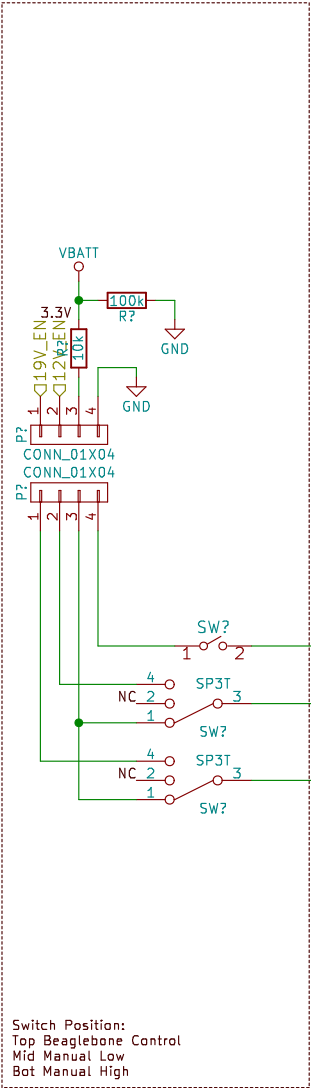 VBATT
100k
R?
3.3V
GND
19V_EN
12V_EN
R?
10k
GND
1
2
3
4
P?
CONN_01X04
CONN_01X04
P?
1
2
3
4
SW?
1
2
4
SP3T
NC
2
3
1
SW?
4
SP3T
NC
2
3
1
SW?
Switch Position:
Top Beaglebone Control
Mid Manual Low
Bot Manual High